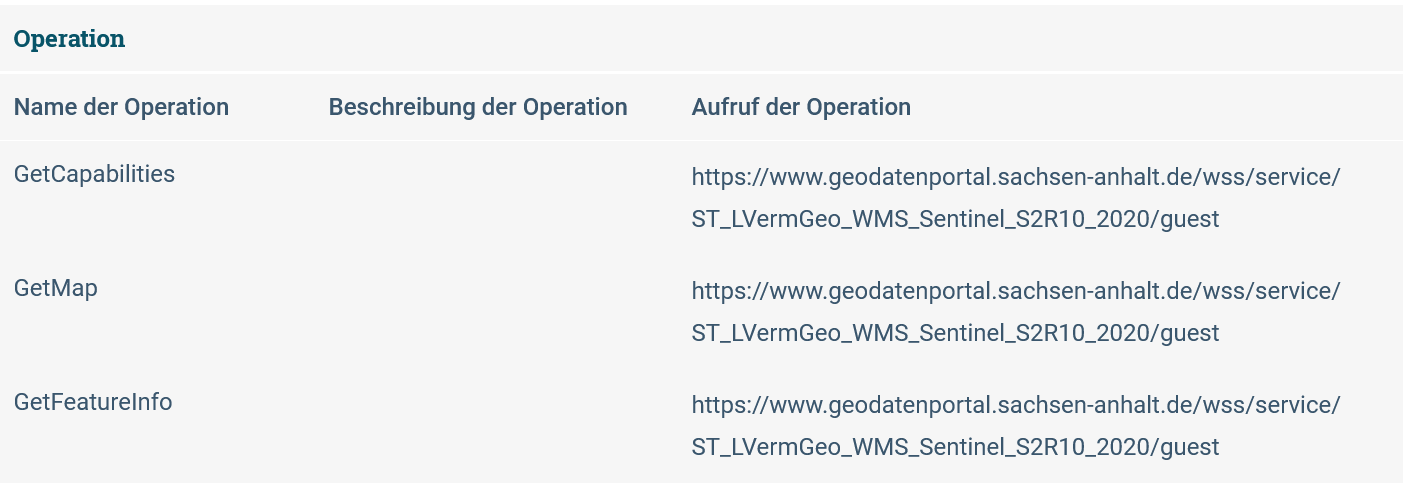 Operation
Name der Operation Beschreibung der Operation Aufruf der Operation
GetCapabilities https://www.geodatenportal.sachsen-anhalt.de/wss/service/
ST_LVermGeo_WMS_Sentinel_S2R10_2020/guest
GetMap https://www.geodatenportal.sachsen-anhalt.de/wss/service/
ST_LVermGeo_WMS_Sentinel_S2R10_2020/guest
GetFeatureInfo https://www.geodatenportal.sachsen-anhalt.de/wss/service/
ST_LVermGeo_WMS_Sentinel_S2R10_2020/guest